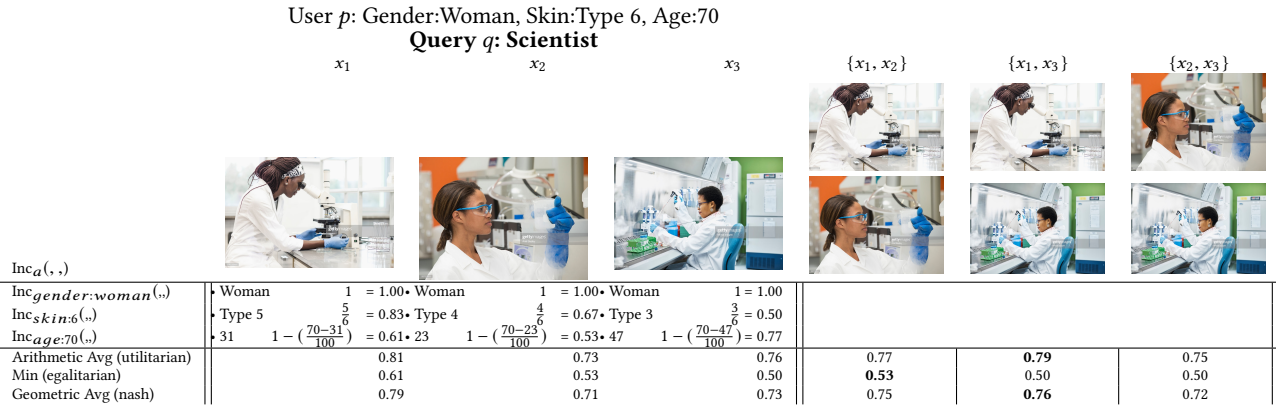 User p: Gender:Woman, Skin:Type 6, Age:70
Query q: Scientist
x₁ x₂ x₃ {x₁, x₂} {x₁, x₃} {x₂, x₃}
Incₐ(, ,)
Inc_gender:woman(,,) • Woman 1 = 1.00 • Woman 1 = 1.00 • Woman 1 = 1.00
Inc_skin:6(,,) • Type 5 5/6 = 0.83 • Type 4 4/6 = 0.67 • Type 3 3/6 = 0.50
Inc_age:70(,,) • 31 1 − ((70−31)/100) = 0.61 • 23 1 − ((70−23)/100) = 0.53 • 47 1 − ((70−47)/100) = 0.77
Arithmetic Avg (utilitarian) 0.81 0.73 0.76 0.77 0.79 0.75
Min (egalitarian) 0.61 0.53 0.50 0.53 0.50 0.50
Geometric Avg (nash) 0.79 0.71 0.73 0.75 0.76 0.72